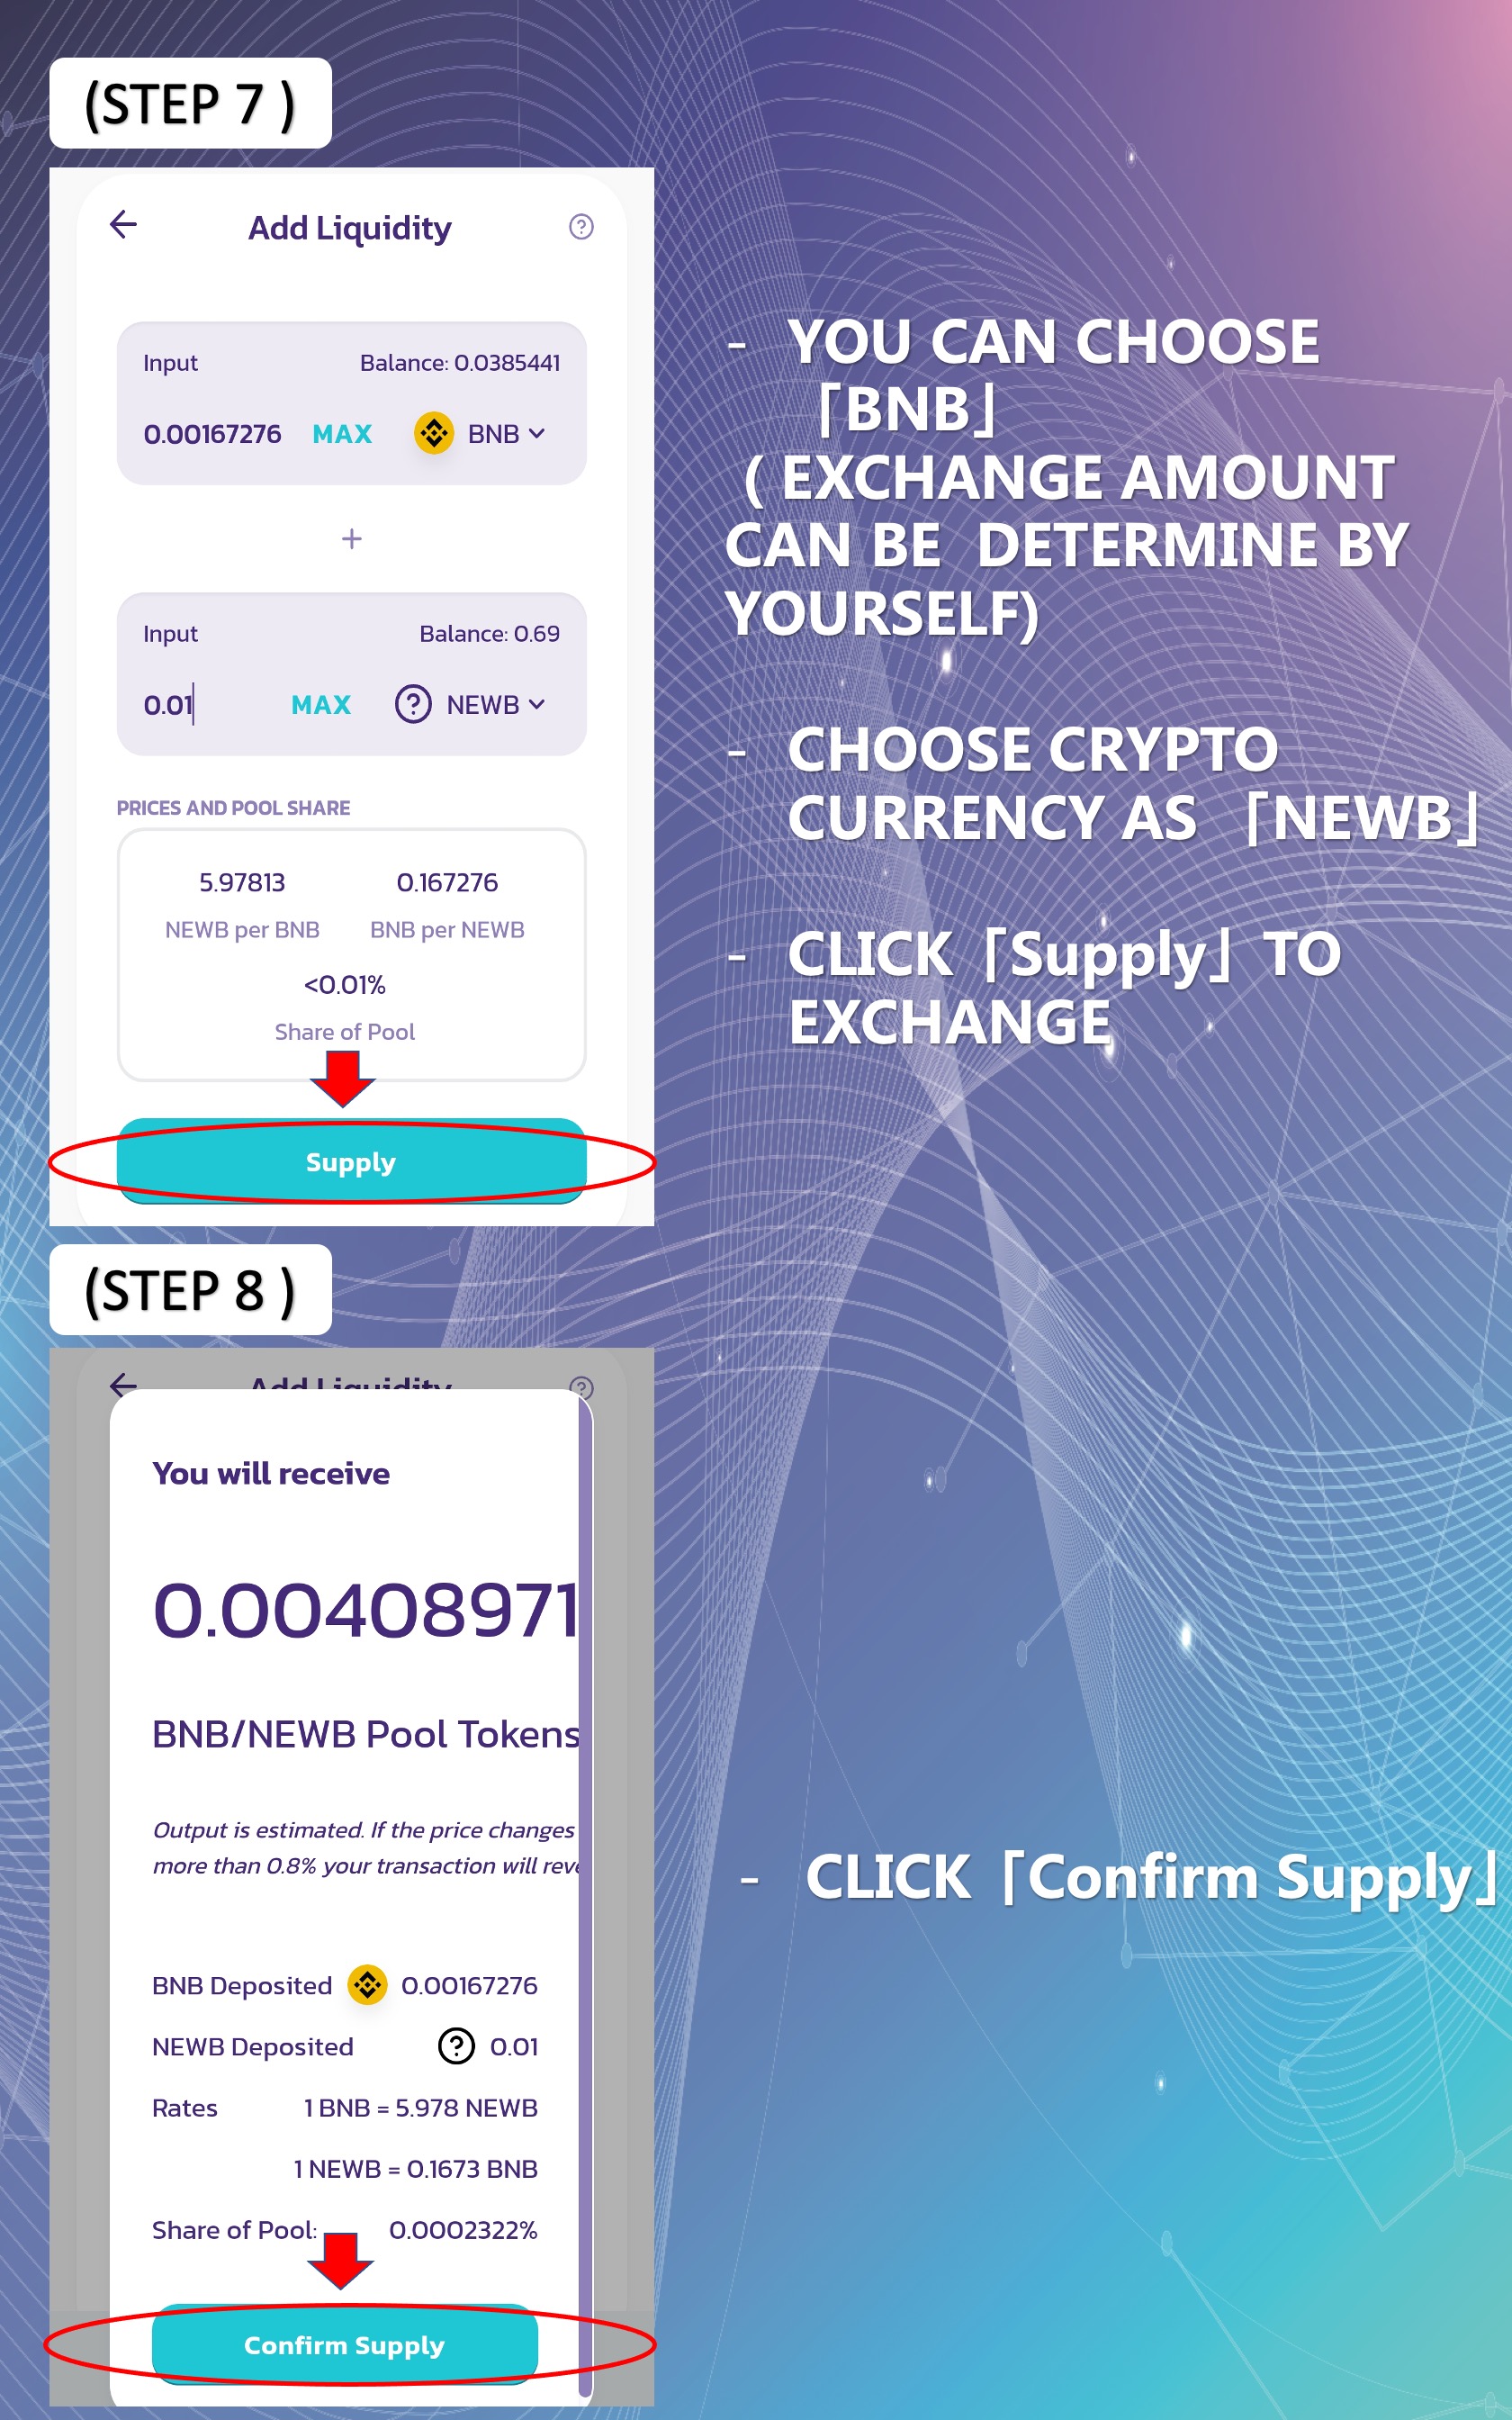 (STEP 7 )
Add Liquidity
Input Balance: 0.0385441
0.00167276 MAX BNB
+
Input Balance: 0.69
0.01 MAX NEWB
PRICES AND POOL SHARE
5.97813 0.167276
NEWB per BNB BNB per NEWB
<0.01%
Share of Pool
Supply
- YOU CAN CHOOSE
「BNB」
( EXCHANGE AMOUNT
CAN BE DETERMINE BY
YOURSELF)
- CHOOSE CRYPTO
CURRENCY AS 「NEWB」
- CLICK「Supply」TO
EXCHANGE
(STEP 8 )
Add Liquidity
You will receive
0.00408971
BNB/NEWB Pool Tokens
Output is estimated. If the price changes
more than 0.8% your transaction will reve
BNB Deposited 0.00167276
NEWB Deposited 0.01
Rates 1 BNB = 5.978 NEWB
1 NEWB = 0.1673 BNB
Share of Pool: 0.0002322%
Confirm Supply
- CLICK「Confirm Supply」